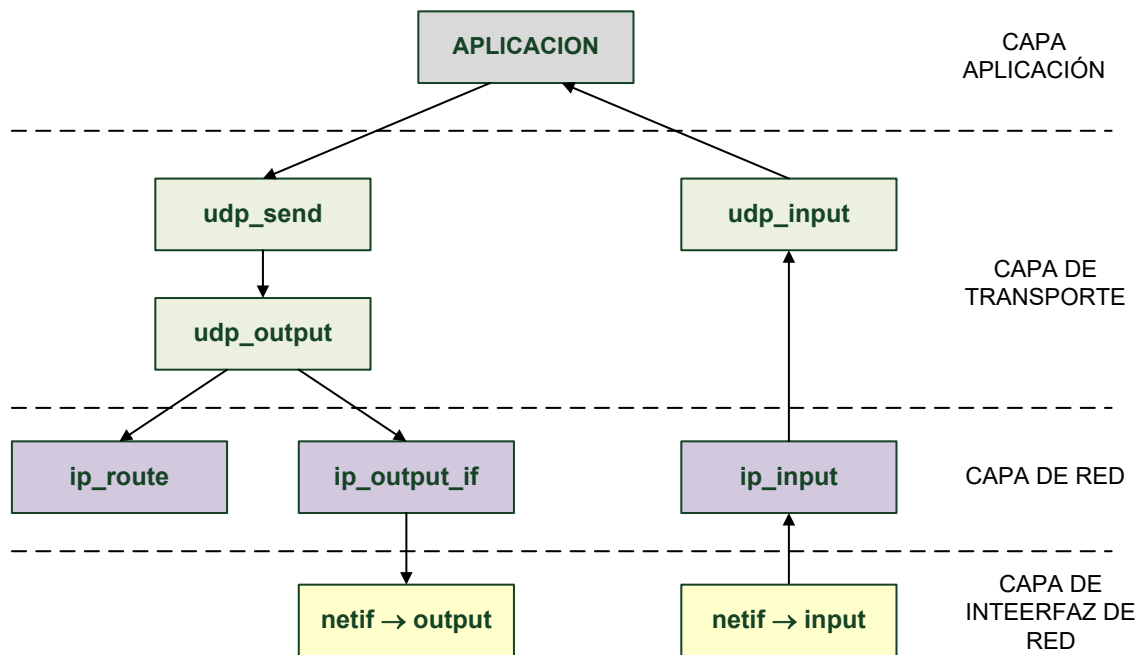 APLICACION
CAPA
APLICACIÓN
udp_send
udp_input
CAPA DE
TRANSPORTE
udp_output
ip_route
ip_output_if
ip_input
CAPA DE RED
netif → output
netif → input
CAPA DE
INTEERFAZ DE
RED